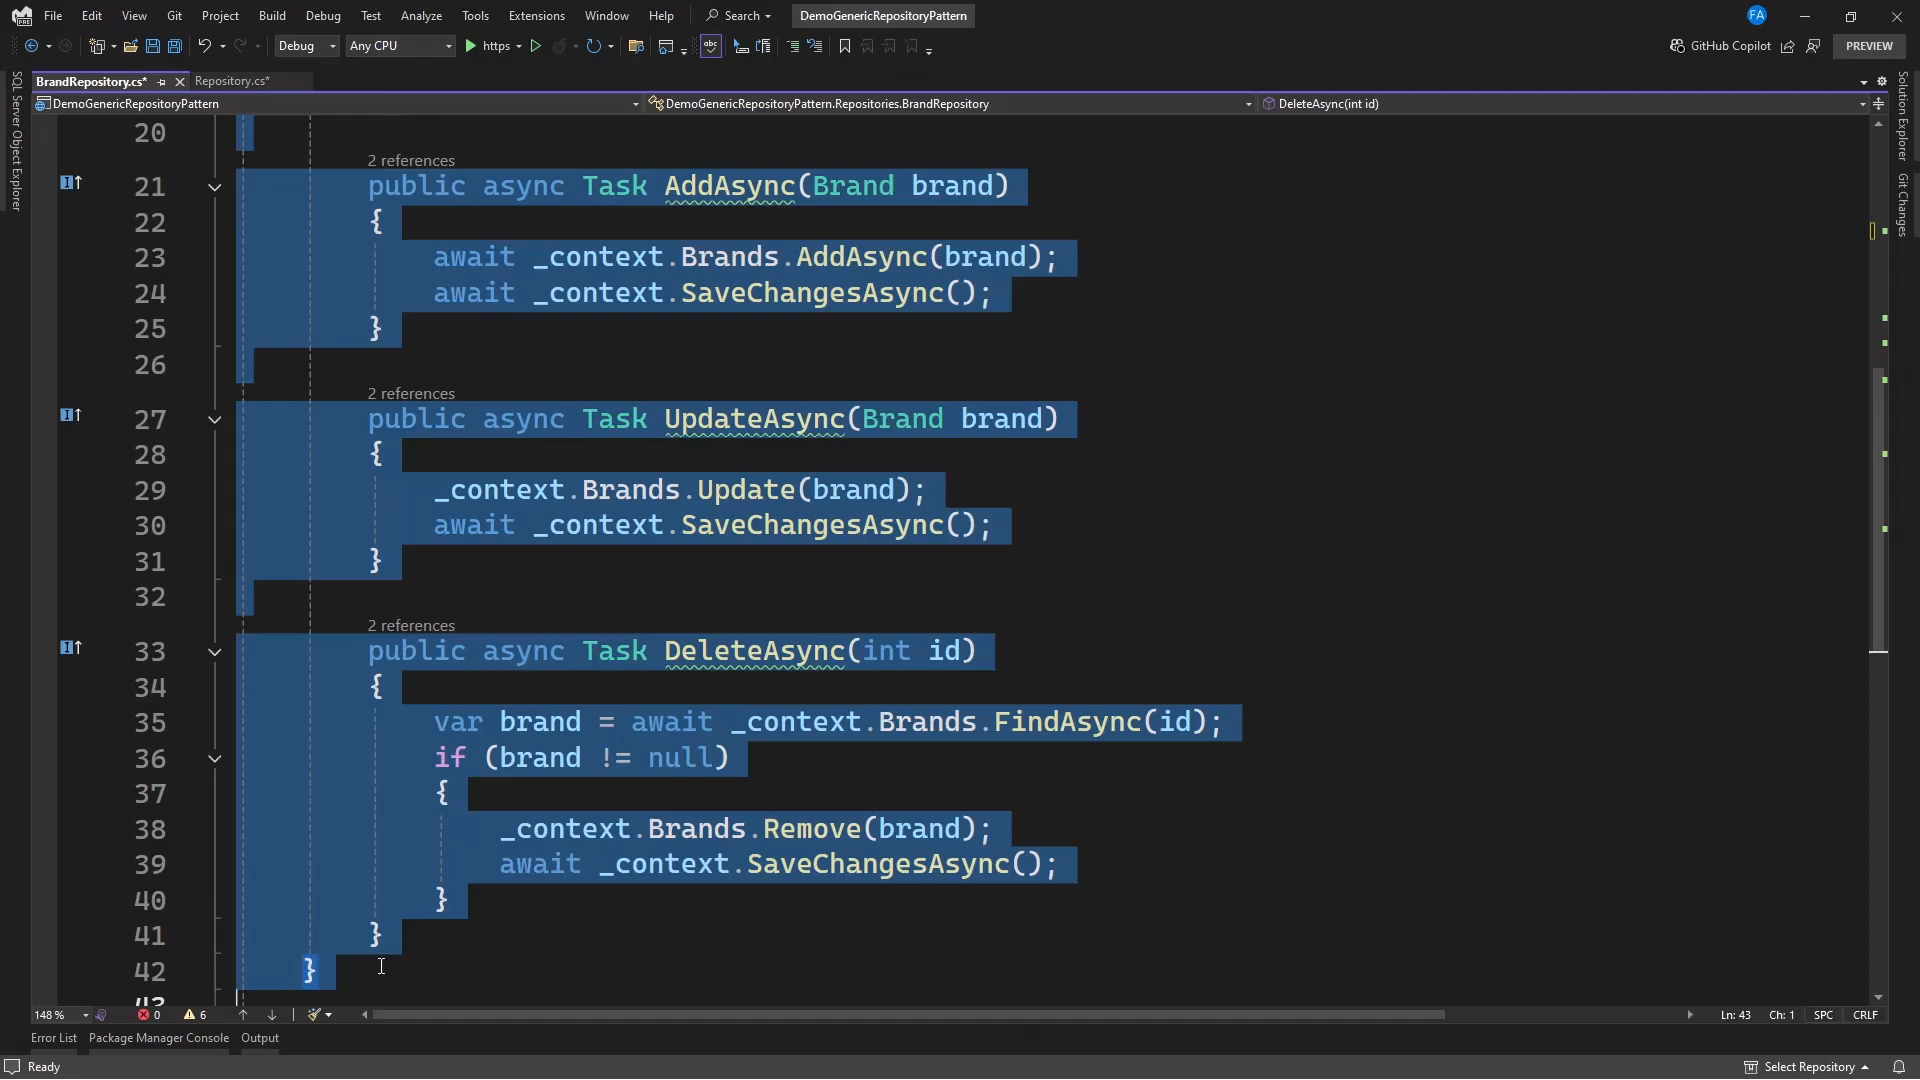 File Edit View Git Project Build Debug Test Analyze Tools Extensions Window Help Search DemoGenericRepositoryPattern FA
Debug Any CPU https abc GitHub Copilot PREVIEW
BrandRepository.cs* Repository.cs*
DemoGenericRepositoryPattern DemoGenericRepositoryPattern.Repositories.BrandRepository DeleteAsync(int id)
SQL Server Object Explorer
Solution Explorer
Git Changes
20
2 references
21 public async Task AddAsync(Brand brand)
22 {
23 await _context.Brands.AddAsync(brand);
24 await _context.SaveChangesAsync();
25 }
26
2 references
27 public async Task UpdateAsync(Brand brand)
28 {
29 _context.Brands.Update(brand);
30 await _context.SaveChangesAsync();
31 }
32
2 references
33 public async Task DeleteAsync(int id)
34 {
35 var brand = await _context.Brands.FindAsync(id);
36 if (brand != null)
37 {
38 _context.Brands.Remove(brand);
39 await _context.SaveChangesAsync();
40 }
41 }
42 }
43
148 % 0 6 Ln: 43 Ch: 1 SPC CRLF
Error List Package Manager Console Output
Ready Select Repository